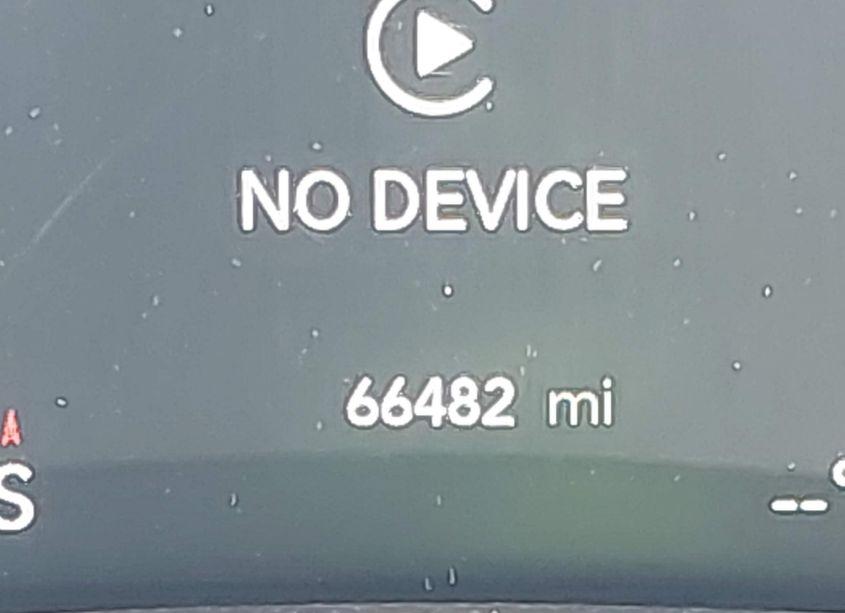 NO DEVICE
66482 mi
S
--°